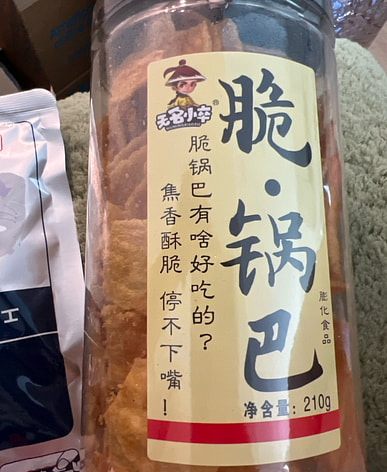 无名小卒
®
脆·锅巴
脆锅巴有啥好吃的？
焦香酥脆 停不下嘴！
膨化食品
净含量：210g
工